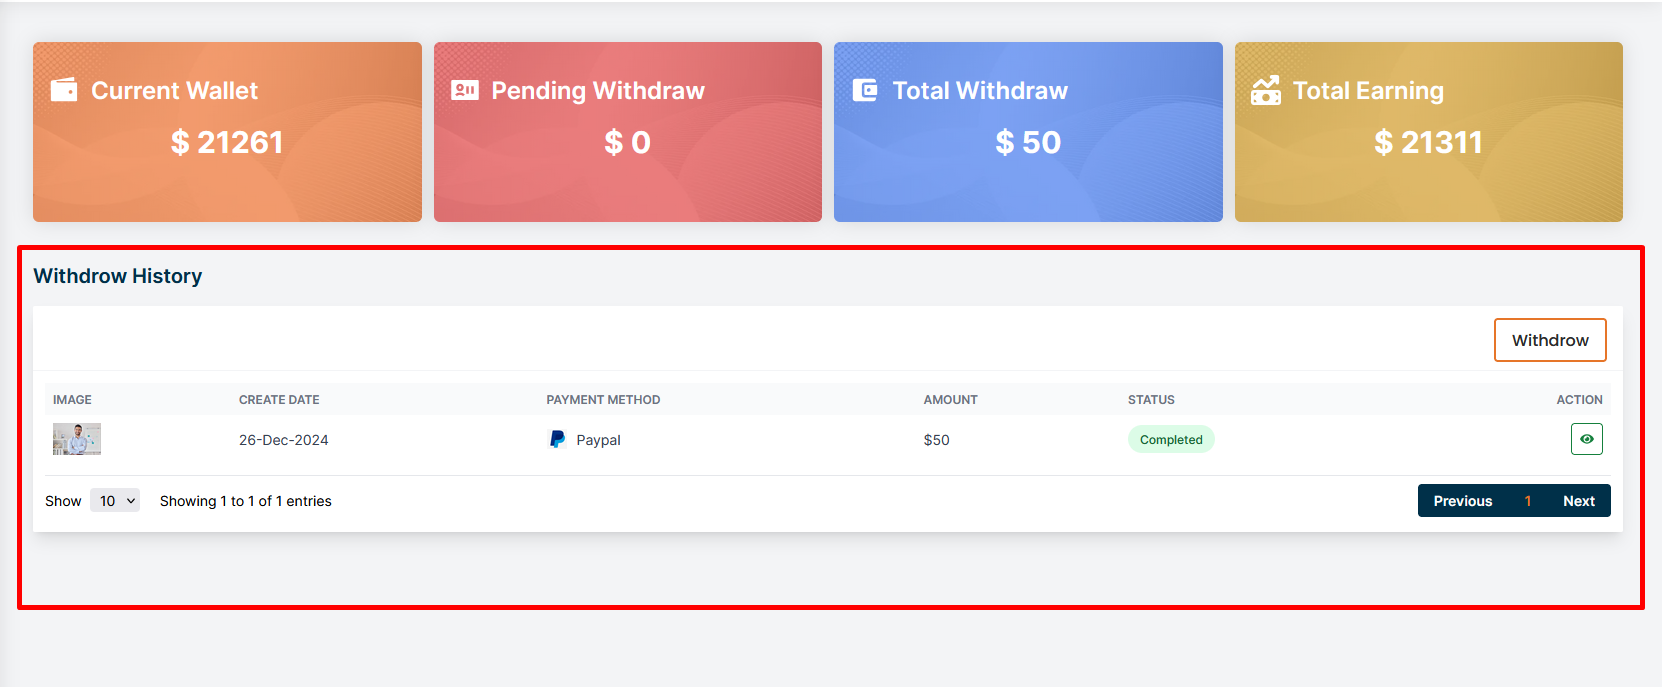 Current Wallet
$ 21261
Pending Withdraw
$ 0
Total Withdraw
$ 50
Total Earning
$ 21311
Withdrow History
Withdrow
IMAGE CREATE DATE PAYMENT METHOD AMOUNT STATUS ACTION
26-Dec-2024 Paypal $50 Completed
Show 10 Showing 1 to 1 of 1 entries Previous 1 Next